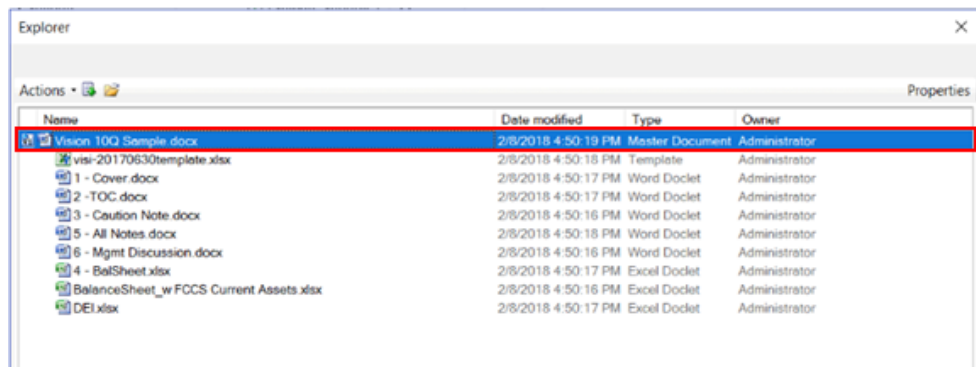 Explorer
Actions Properties
Name Date modified Type Owner
Vision 10Q Sample.docx 2/8/2018 4:50:19 PM Master Document Administrator
visi-20170630template.xlsx 2/8/2018 4:50:18 PM Template Administrator
1 - Cover.docx 2/8/2018 4:50:17 PM Word Doclet Administrator
2 -TOC.docx 2/8/2018 4:50:17 PM Word Doclet Administrator
3 - Caution Note.docx 2/8/2018 4:50:16 PM Word Doclet Administrator
5 - All Notes.docx 2/8/2018 4:50:18 PM Word Doclet Administrator
6 - Mgmt Discussion.docx 2/8/2018 4:50:16 PM Word Doclet Administrator
4 - BalSheet.xlsx 2/8/2018 4:50:17 PM Excel Doclet Administrator
BalanceSheet_w FCCS Current Assets.xlsx 2/8/2018 4:50:16 PM Excel Doclet Administrator
DEI.xlsx 2/8/2018 4:50:17 PM Excel Doclet Administrator